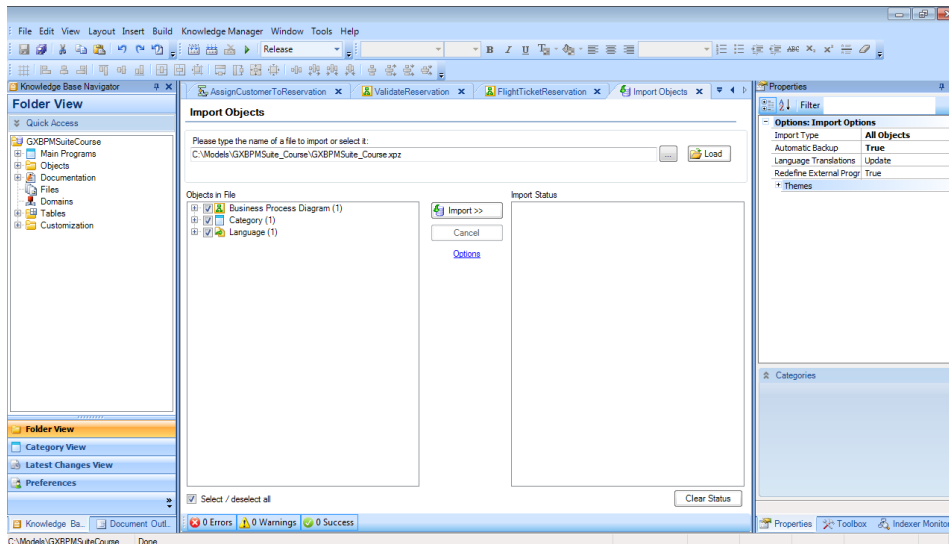 File Edit View Layout Insert Build Knowledge Manager Window Tools Help
Release
B I U
ABC
Knowledge Base Navigator
AssignCustomerToReservation
ValidateReservation
FlightTicketReservation
Import Objects
Properties
Folder View
Import Objects
Filter
Quick Access
Options: Import Options
GXBPMSuiteCourse
Please type the name of a file to import or select it:
Import Type All Objects
Main Programs
C:\Models\GXBPMSuite_Course\GXBPMSuite_Course.xpz
... Load
Automatic Backup True
Objects
Language Translations Update
Documentation
Redefine External Progr True
Files
Themes
Domains
Objects in File
Import Status
Tables
Business Process Diagram (1)
Import >>
Customization
Category (1)
Language (1)
Cancel
Options
Categories
Folder View
Category View
Latest Changes View
Preferences
Select / deselect all
Clear Status
Knowledge Ba...
Document Outl...
0 Errors
0 Warnings
0 Success
Properties
Toolbox
Indexer Monitor
C:\Models\GXBPMSuiteCourse Done